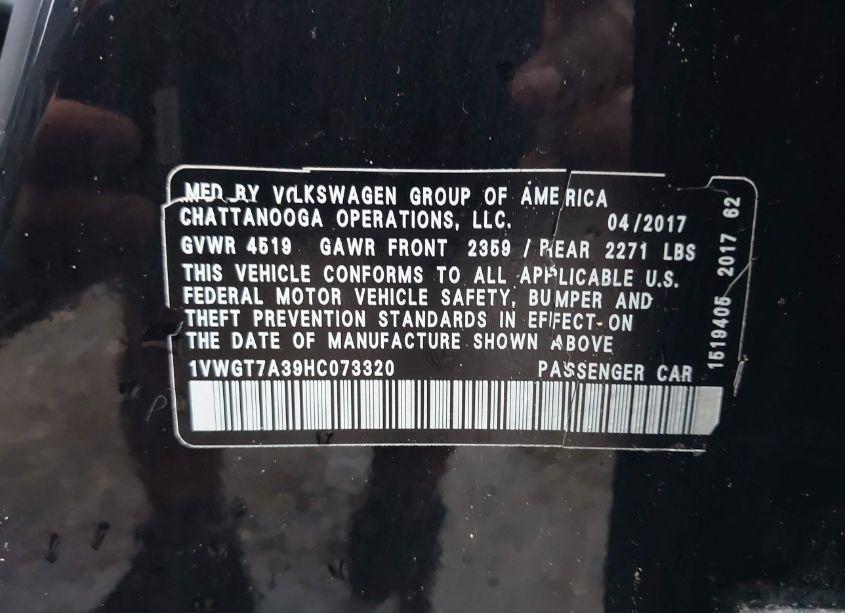 MFD BY VOLKSWAGEN GROUP OF AMERICA
CHATTANOOGA OPERATIONS, LLC. 04/2017
GVWR 4519 GAWR FRONT 2359 / REAR 2271 LBS
THIS VEHICLE CONFORMS TO ALL APPLICABLE U.S.
FEDERAL MOTOR VEHICLE SAFETY, BUMPER AND
THEFT PREVENTION STANDARDS IN EFFECT ON
THE DATE OF MANUFACTURE SHOWN ABOVE
1VWGT7A39HC073320 PASSENGER CAR
1519405 2017 62